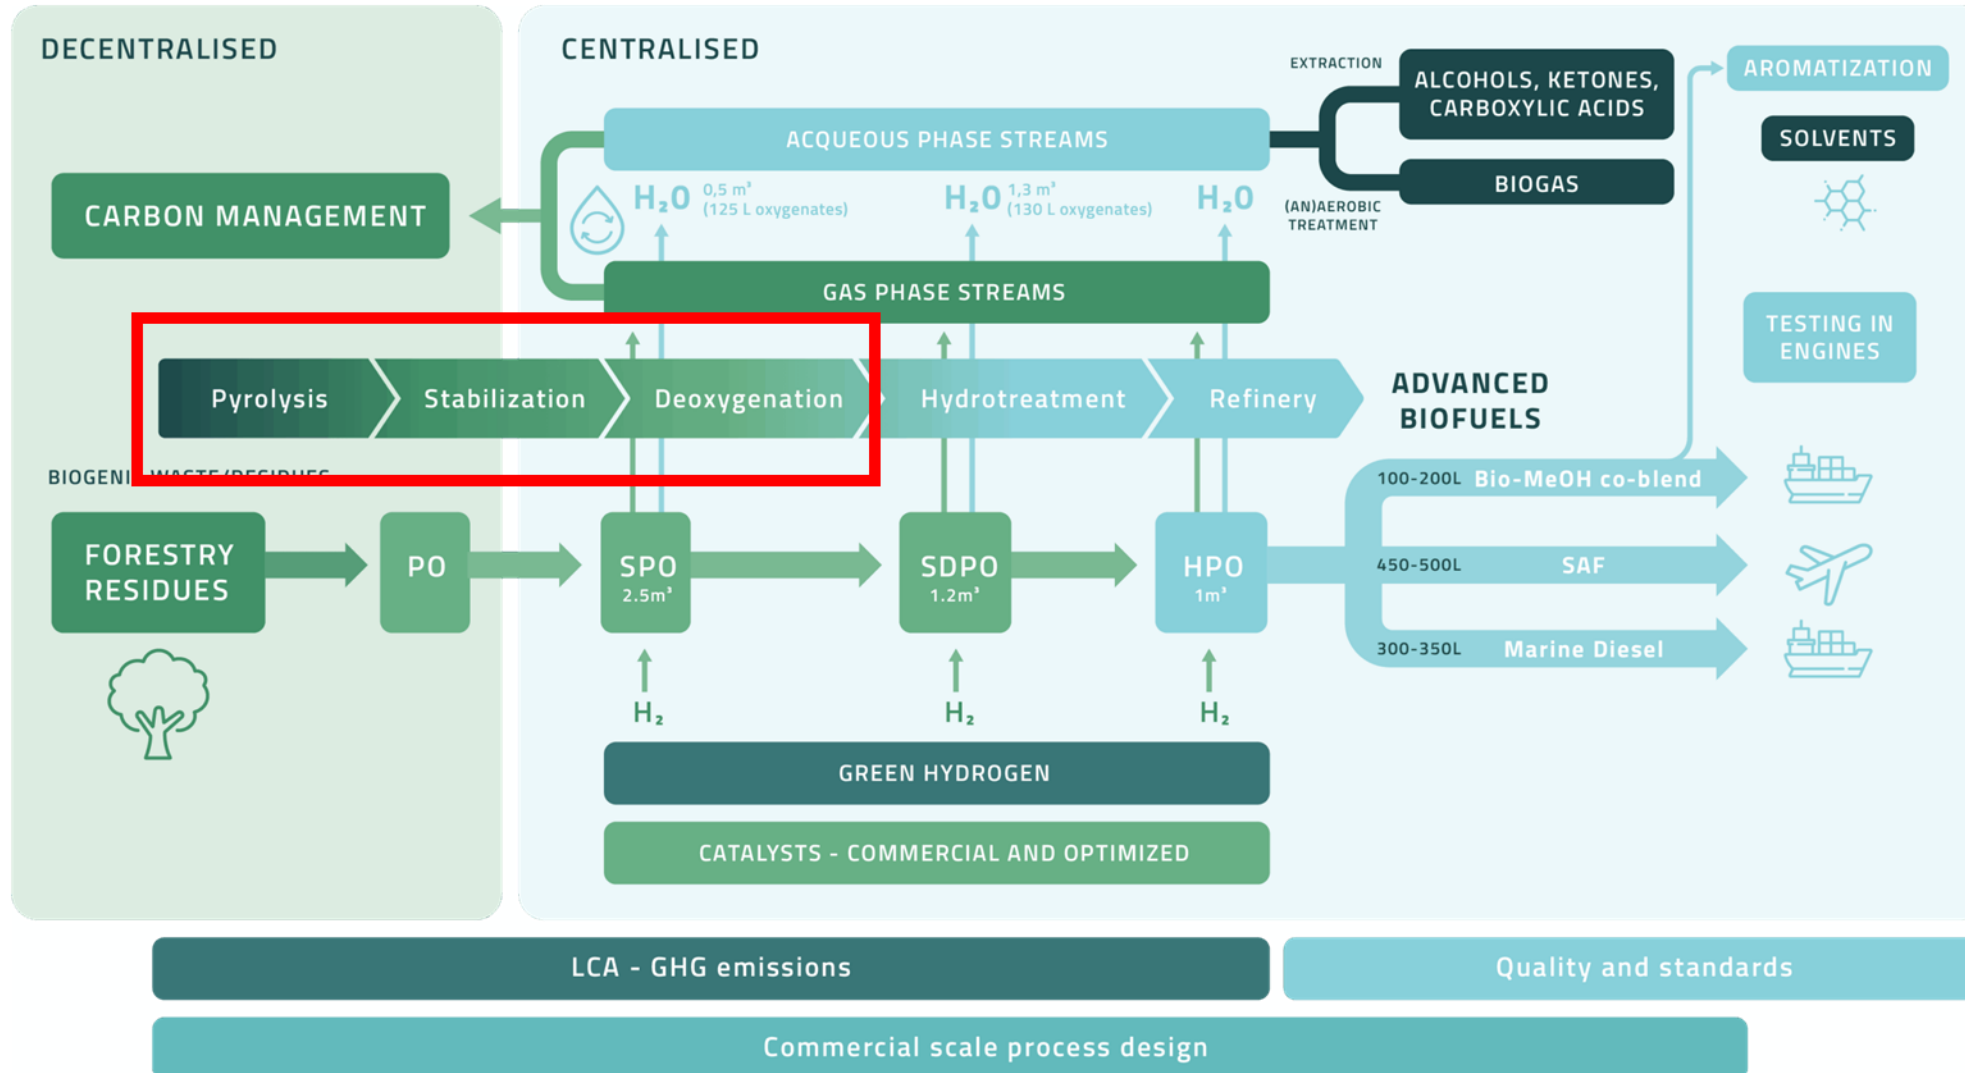 DECENTRALISED
CENTRALISED
EXTRACTION
ALCOHOLS, KETONES,
CARBOXYLIC ACIDS
AROMATIZATION
ACQUEOUS PHASE STREAMS
SOLVENTS
BIOGAS
(AN)AEROBIC
TREATMENT
CARBON MANAGEMENT
H₂O 0,5 m³
(125 L oxygenates)
H₂O 1,3 m³
(130 L oxygenates)
H₂O
GAS PHASE STREAMS
TESTING IN
ENGINES
Pyrolysis
Stabilization
Deoxygenation
Hydrotreatment
Refinery
ADVANCED
BIOFUELS
BIOGENIC WASTE/RESIDUES
100-200L Bio-MeOH co-blend
FORESTRY
RESIDUES
PO
SPO
2.5m³
SDPO
1.2m³
HPO
1m³
450-500L SAF
300-350L Marine Diesel
H₂
H₂
H₂
GREEN HYDROGEN
CATALYSTS - COMMERCIAL AND OPTIMIZED
LCA - GHG emissions
Quality and standards
Commercial scale process design